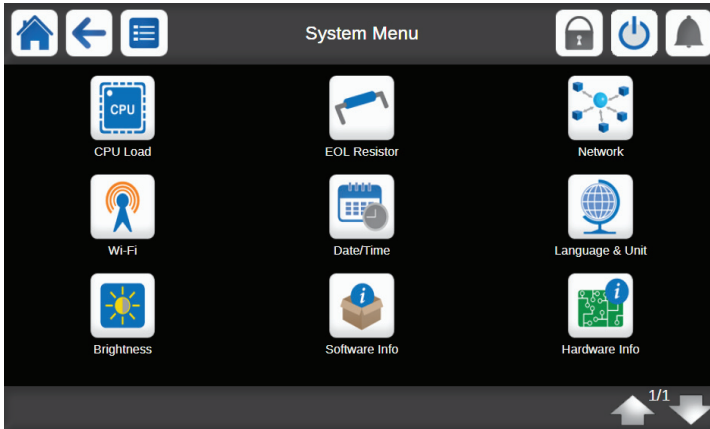 System Menu
CPU
CPU Load
EOL Resistor
Network
Wi-Fi
Date/Time
Language & Unit
i
i
Brightness
Software Info
Hardware Info
1/1